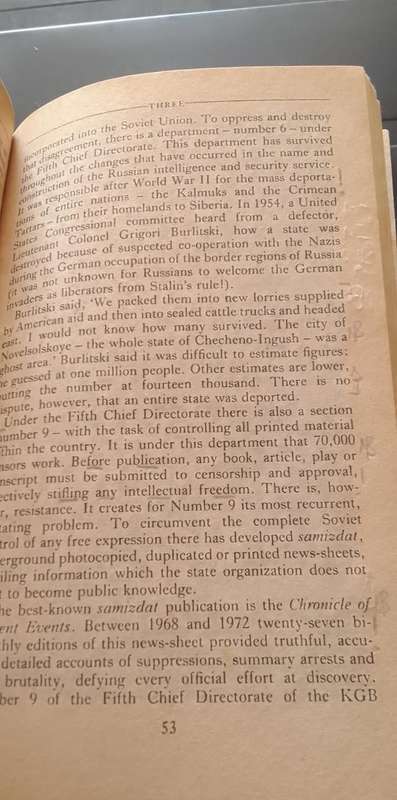 THREE
incorporated into the Soviet Union. To oppress and destroy
that disagreement, there is a department – number 6 – under
the Fifth Chief Directorate. This department has survived
throughout the changes that have occurred in the name and
construction of the Russian intelligence and security service.
It was responsible after World War II for the mass deporta-
tions of entire nations – the Kalmuks and the Crimean
Tartars – from their homelands to Siberia. In 1954, a United
States Congressional committee heard from a defector,
Lieutenant Colonel Grigori Burlitski, how a state was
destroyed because of suspected co-operation with the Nazis
during the German occupation of the border regions of Russia
(it was not unknown for Russians to welcome the German
invaders as liberators from Stalin's rule!).
Burlitski said, 'We packed them into new lorries supplied
by American aid and then into sealed cattle trucks and headed
east. I would not know how many survived. The city of
Novelsolskoye – the whole state of Checheno-Ingush – was a
ghost area.' Burlitski said it was difficult to estimate figures:
he guessed at one million people. Other estimates are lower,
putting the number at fourteen thousand. There is no
ispute, however, that an entire state was deported.
Under the Fifth Chief Directorate there is also a section
number 9 – with the task of controlling all printed material
thin the country. It is under this department that 70,000
nsors work. Before publication, any book, article, play or
nscript must be submitted to censorship and approval,
ectively stifling any intellectual freedom. There is, how-
r, resistance. It creates for Number 9 its most recurrent,
tating problem. To circumvent the complete Soviet
trol of any free expression there has developed samizdat,
erground photocopied, duplicated or printed news-sheets,
iling information which the state organization does not
t to become public knowledge.
he best-known samizdat publication is the Chronicle of
ent Events. Between 1968 and 1972 twenty-seven bi-
thly editions of this news-sheet provided truthful, accu-
detailed accounts of suppressions, summary arrests and
brutality, defying every official effort at discovery.
ber 9 of the Fifth Chief Directorate of the KGB
53